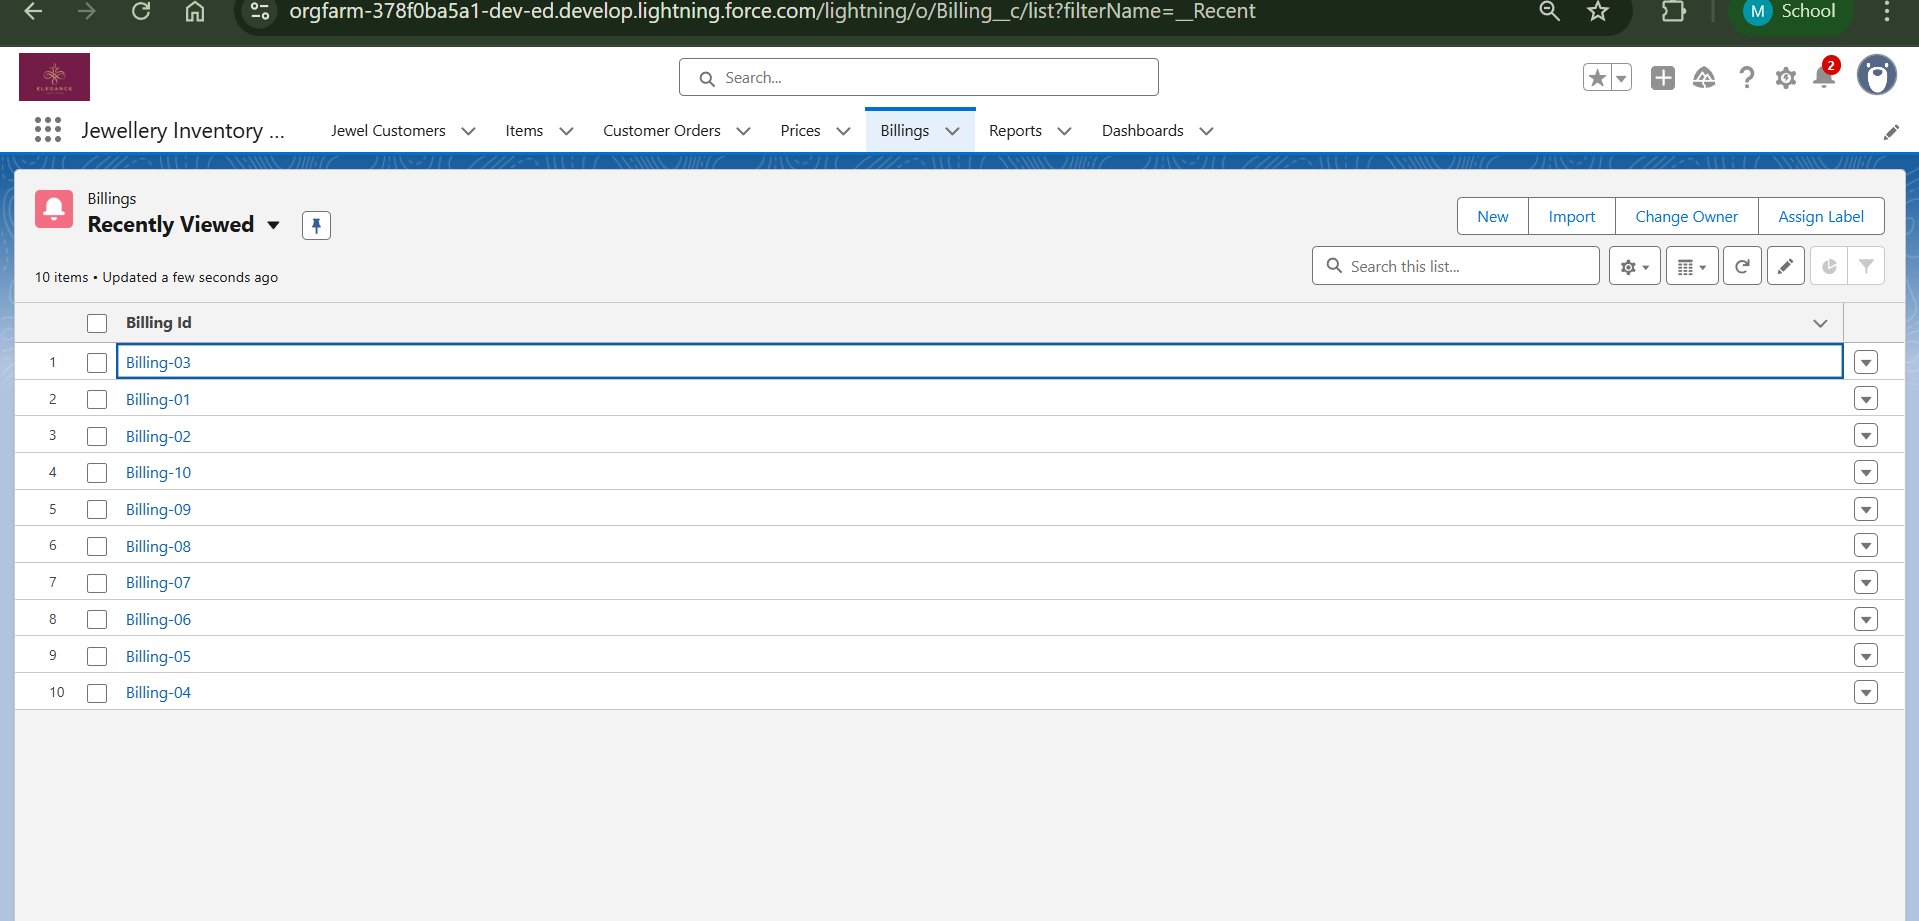 orgfarm-378f0ba5a1-dev-ed.develop.lightning.force.com/lightning/o/Billing__c/list?filterName=__Recent
M School
ELEGANCE
Search...
2
Jewellery Inventory ...
Jewel Customers
Items
Customer Orders
Prices
Billings
Reports
Dashboards
Billings
Recently Viewed
New
Import
Change Owner
Assign Label
10 items • Updated a few seconds ago
Search this list...
Billing Id
1 Billing-03
2 Billing-01
3 Billing-02
4 Billing-10
5 Billing-09
6 Billing-08
7 Billing-07
8 Billing-06
9 Billing-05
10 Billing-04